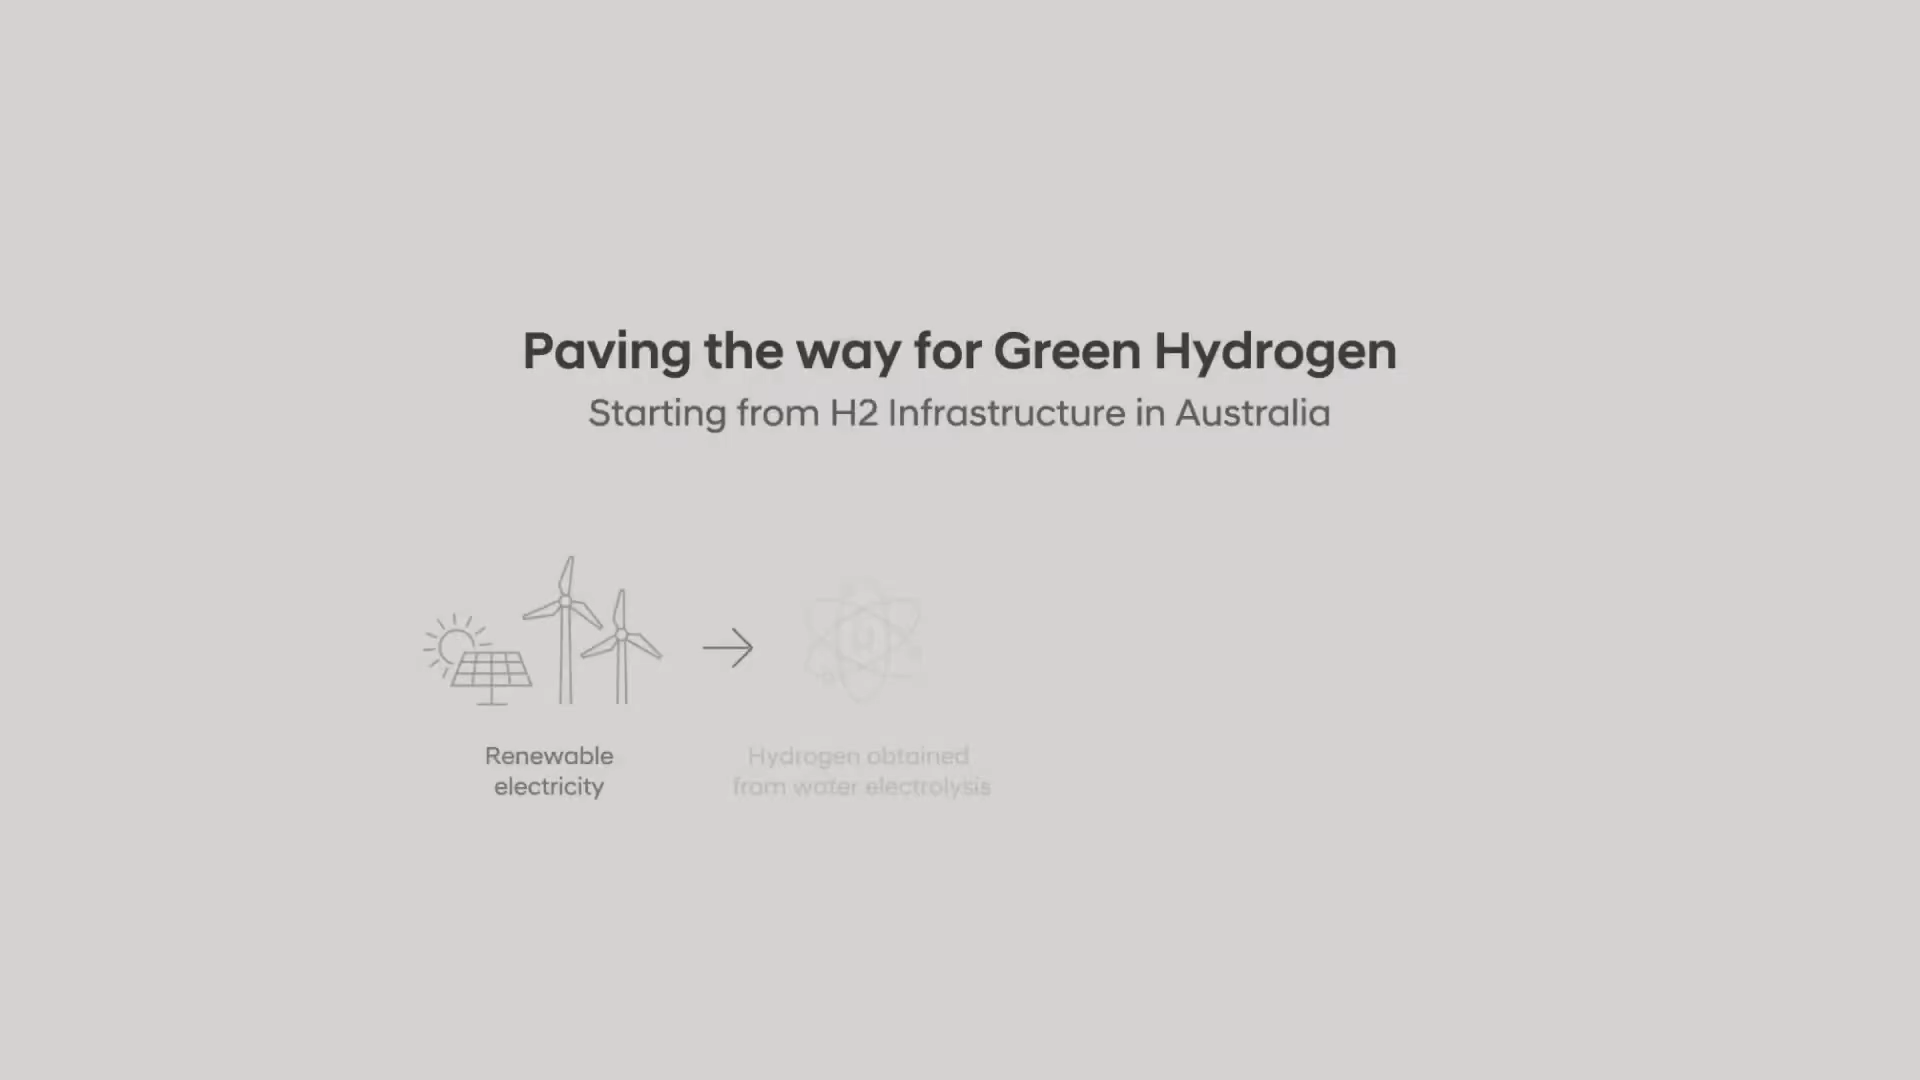 Paving the way for Green Hydrogen
Starting from H2 Infrastructure in Australia
Renewable
electricity
Hydrogen obtained
from water electrolysis